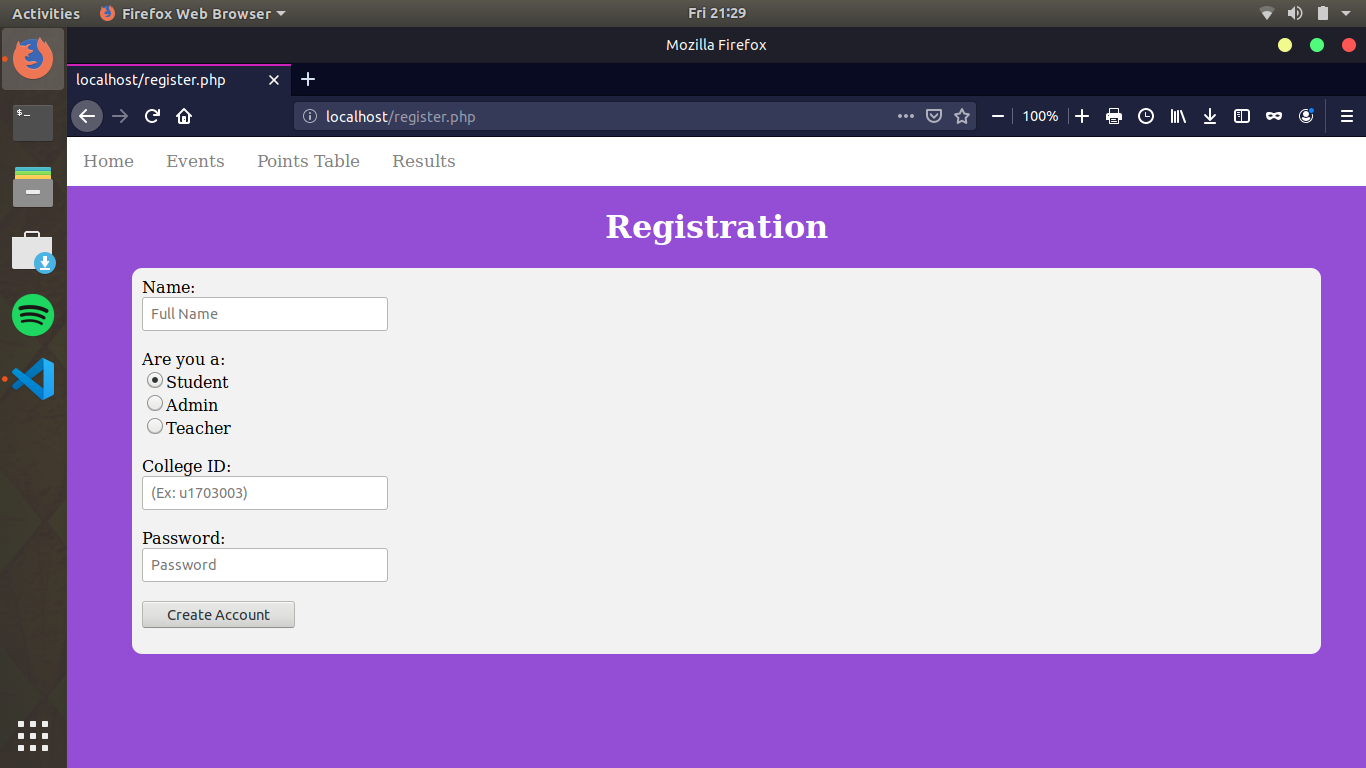 Activities Firefox Web Browser Fri 21:29
Mozilla Firefox
localhost/register.php
localhost/register.php 100%
Home Events Points Table Results
Registration
Name:
Full Name
Are you a:
Student
Admin
Teacher
College ID:
(Ex: u1703003)
Password:
Password
Create Account
$_